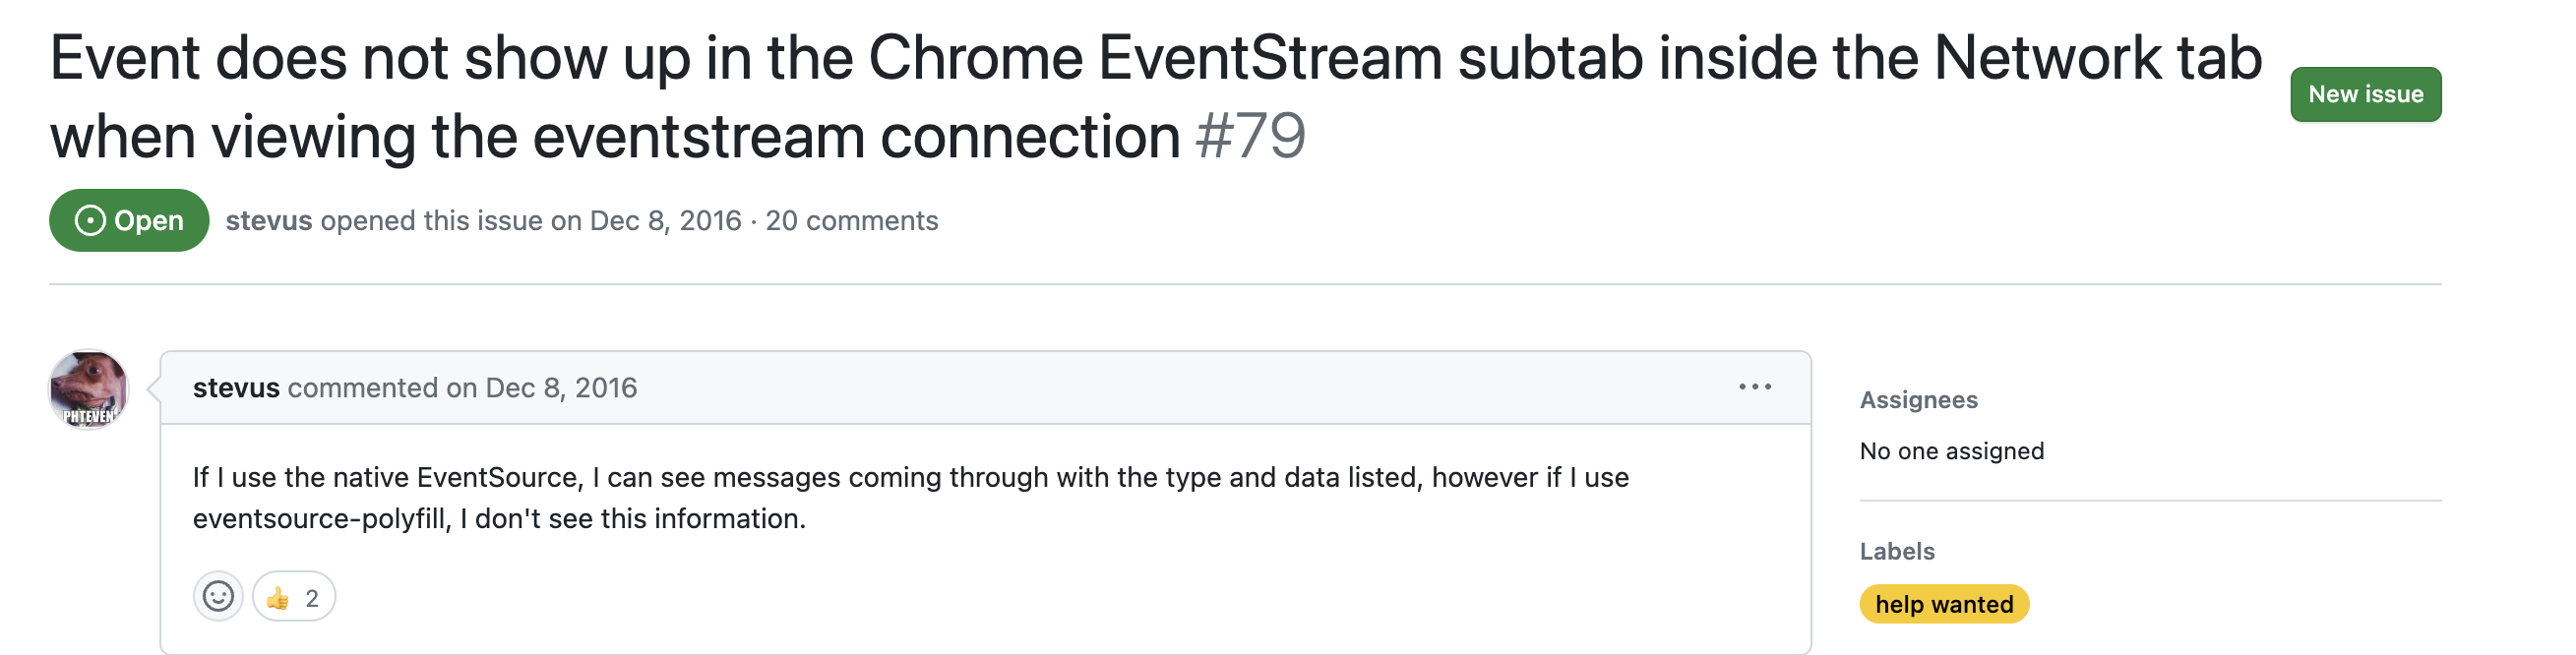 Event does not show up in the Chrome EventStream subtab inside the Network tab
when viewing the eventstream connection #79
New issue
Open
stevus opened this issue on Dec 8, 2016 · 20 comments
PHTEVEN
stevus commented on Dec 8, 2016
If I use the native EventSource, I can see messages coming through with the type and data listed, however if I use
eventsource-polyfill, I don't see this information.
👍 2
Assignees
No one assigned
Labels
help wanted